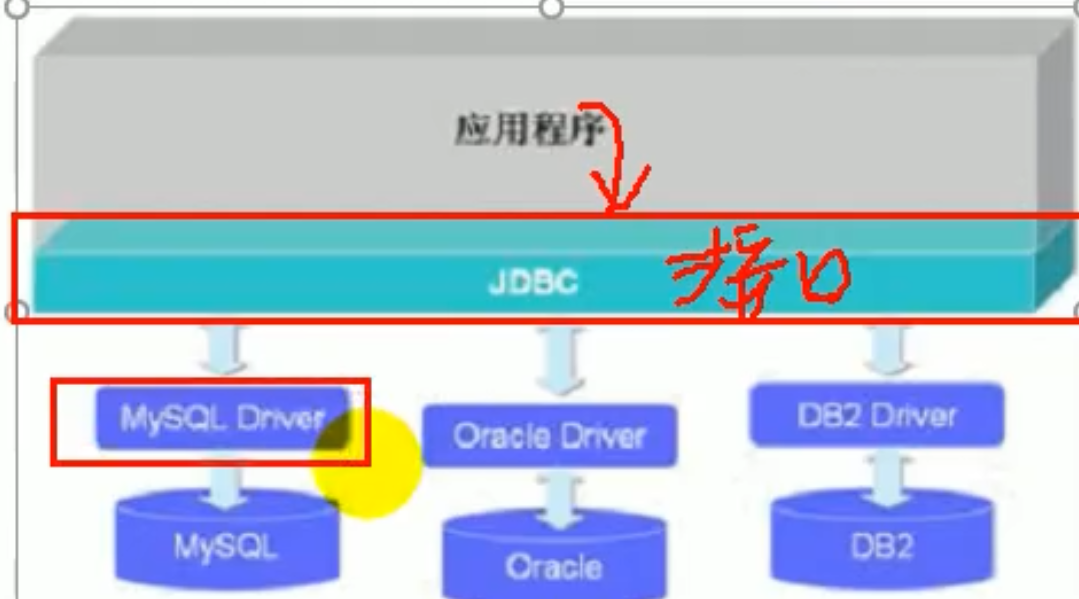 应用程序
JDBC 接口
MySQL Driver
Oracle Driver
DB2 Driver
MySQL
Oracle
DB2